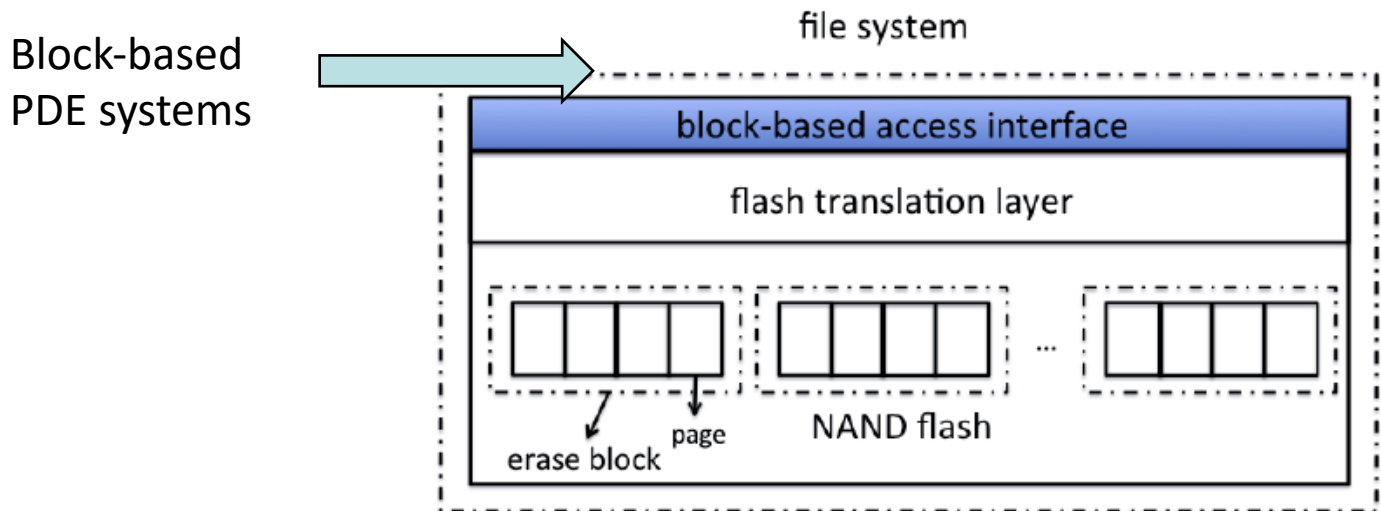 Block-based
PDE systems
file system
block-based access interface
flash translation layer
...
page
erase block
NAND flash